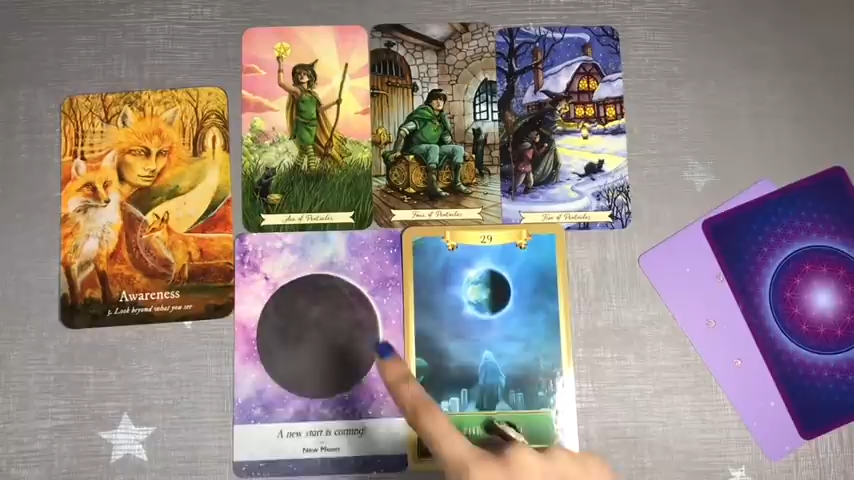 Ace of Pentacles
Four of Pentacles
Five of Pentacles
Awareness
3. Look beyond what you see
29
A new start is coming!
New Moon